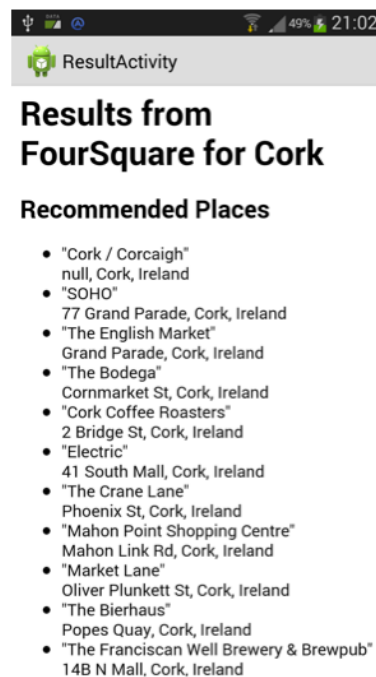 DATA 49% 21:02
ResultActivity
Results from
FourSquare for Cork
Recommended Places
• "Cork / Corcaigh"
null, Cork, Ireland
• "SOHO"
77 Grand Parade, Cork, Ireland
• "The English Market"
Grand Parade, Cork, Ireland
• "The Bodega"
Cornmarket St, Cork, Ireland
• "Cork Coffee Roasters"
2 Bridge St, Cork, Ireland
• "Electric"
41 South Mall, Cork, Ireland
• "The Crane Lane"
Phoenix St, Cork, Ireland
• "Mahon Point Shopping Centre"
Mahon Link Rd, Cork, Ireland
• "Market Lane"
Oliver Plunkett St, Cork, Ireland
• "The Bierhaus"
Popes Quay, Cork, Ireland
• "The Franciscan Well Brewery & Brewpub"
14B N Mall, Cork, Ireland